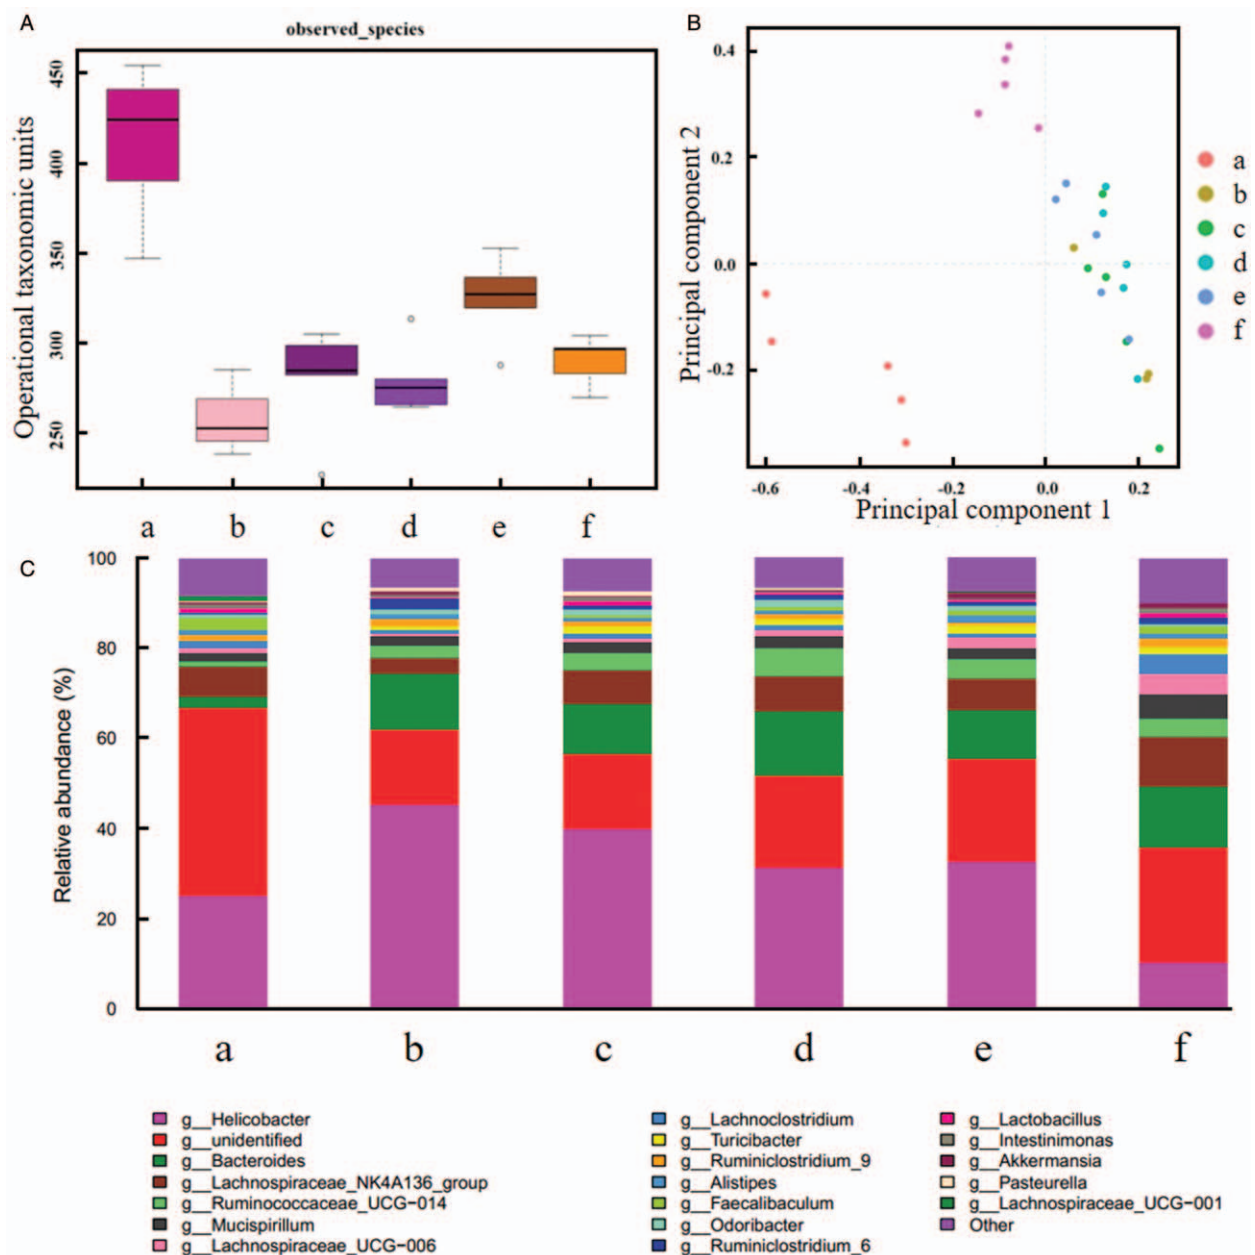 A
observed_species
Operational taxonomic units
450
400
350
300
250
a b c d e f
B
Principal component 2
0.4
0.2
0.0
-0.2
-0.6 -0.4 -0.2 0.0 0.2
Principal component 1
a
b
c
d
e
f
C
Relative abundance (%)
100
80
60
40
20
0
a b c d e f
g__Helicobacter
g__unidentified
g__Bacteroides
g__Lachnospiraceae_NK4A136_group
g__Ruminococcaceae_UCG−014
g__Mucispirillum
g__Lachnospiraceae_UCG−006
g__Lachnoclostridium
g__Turicibacter
g__Ruminiclostridium_9
g__Alistipes
g__Faecalibaculum
g__Odoribacter
g__Ruminiclostridium_6
g__Lactobacillus
g__Intestinimonas
g__Akkermansia
g__Pasteurella
g__Lachnospiraceae_UCG−001
Other